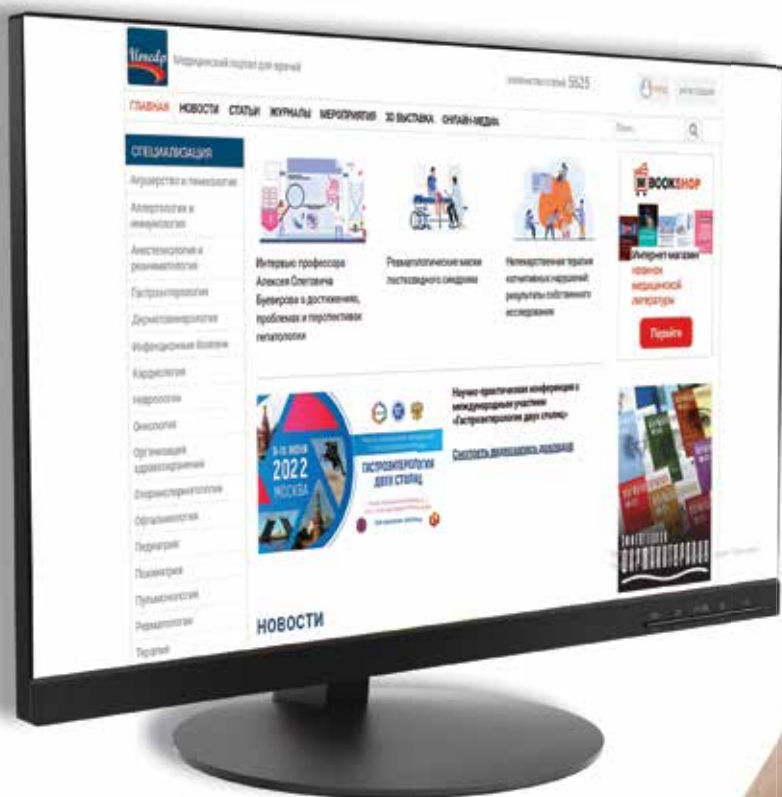 Umedp
Медицинский портал для врачей
5625
ГЛАВНАЯ НОВОСТИ СТАТЬИ ЖУРНАЛЫ МЕРОПРИЯТИЯ 3D ВЫСТАВКА ОНЛАЙН-МЕДИА
СПЕЦИАЛИЗАЦИЯ
Акушерство и гинекология
Аллергология и
иммунология
Анестезиология и
реаниматология
Гастроэнтерология
Дерматовенерология
Инфекционные болезни
Кардиология
Неврология
Онкология
Организация
здравоохранения
Оториноларингология
Офтальмология
Педиатрия
Психиатрия
Пульмонология
Ревматология
Терапия
Интервью профессора
Алексея Олеговича
Буеверова о достижениях,
проблемах и перспективах
гепатологии
Ревматологические маски
постковидного синдрома
Нелекарственная терапия
когнитивных нарушений:
результаты собственного
исследования
2022
МОСКВА
ГАСТРОЭНТЕРОЛОГИЯ
ДВУХ СТОЛИЦ
Научно-практическая конференция с
международным участием
«Гастроэнтерология двух столиц»
Смотреть
НОВОСТИ
BOOKSHOP
Интернет-магазин
новинок
медицинской
литературы
Перейти